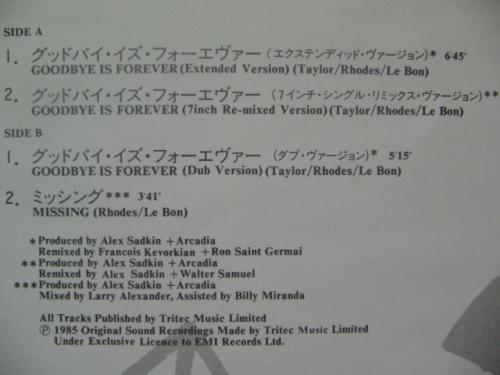 SIDE A
1. グッドバイ・イズ・フォーエヴァー (エクステンディッド・ヴァージョン)* 6′45″
GOODBYE IS FOREVER (Extended Version) (Taylor/Rhodes/Le Bon)
2. グッドバイ・イズ・フォーエヴァー (7インチ・シングル・リミックス・ヴァージョン)**
GOODBYE IS FOREVER (7inch Re-mixed Version) (Taylor/Rhodes/Le Bon)
SIDE B
1. グッドバイ・イズ・フォーエヴァー (ダブ・ヴァージョン)* 5′15″
GOODBYE IS FOREVER (Dub Version) (Taylor/Rhodes/Le Bon)
2. ミッシング*** 3′41″
MISSING (Rhodes/Le Bon)
*Produced by Alex Sadkin +Arcadia
Remixed by Francois Kevorkian +Ron Saint Germai
**Produced by Alex Sadkin +Arcadia
Remixed by Alex Sadkin +Walter Samuel
***Produced by Alex Sadkin +Arcadia
Mixed by Larry Alexander, Assisted by Billy Miranda
All Tracks Published by Tritec Music Limited
Ⓟ 1985 Original Sound Recordings Made by Tritec Music Limited
Under Exclusive Licence to EMI Records Ltd.